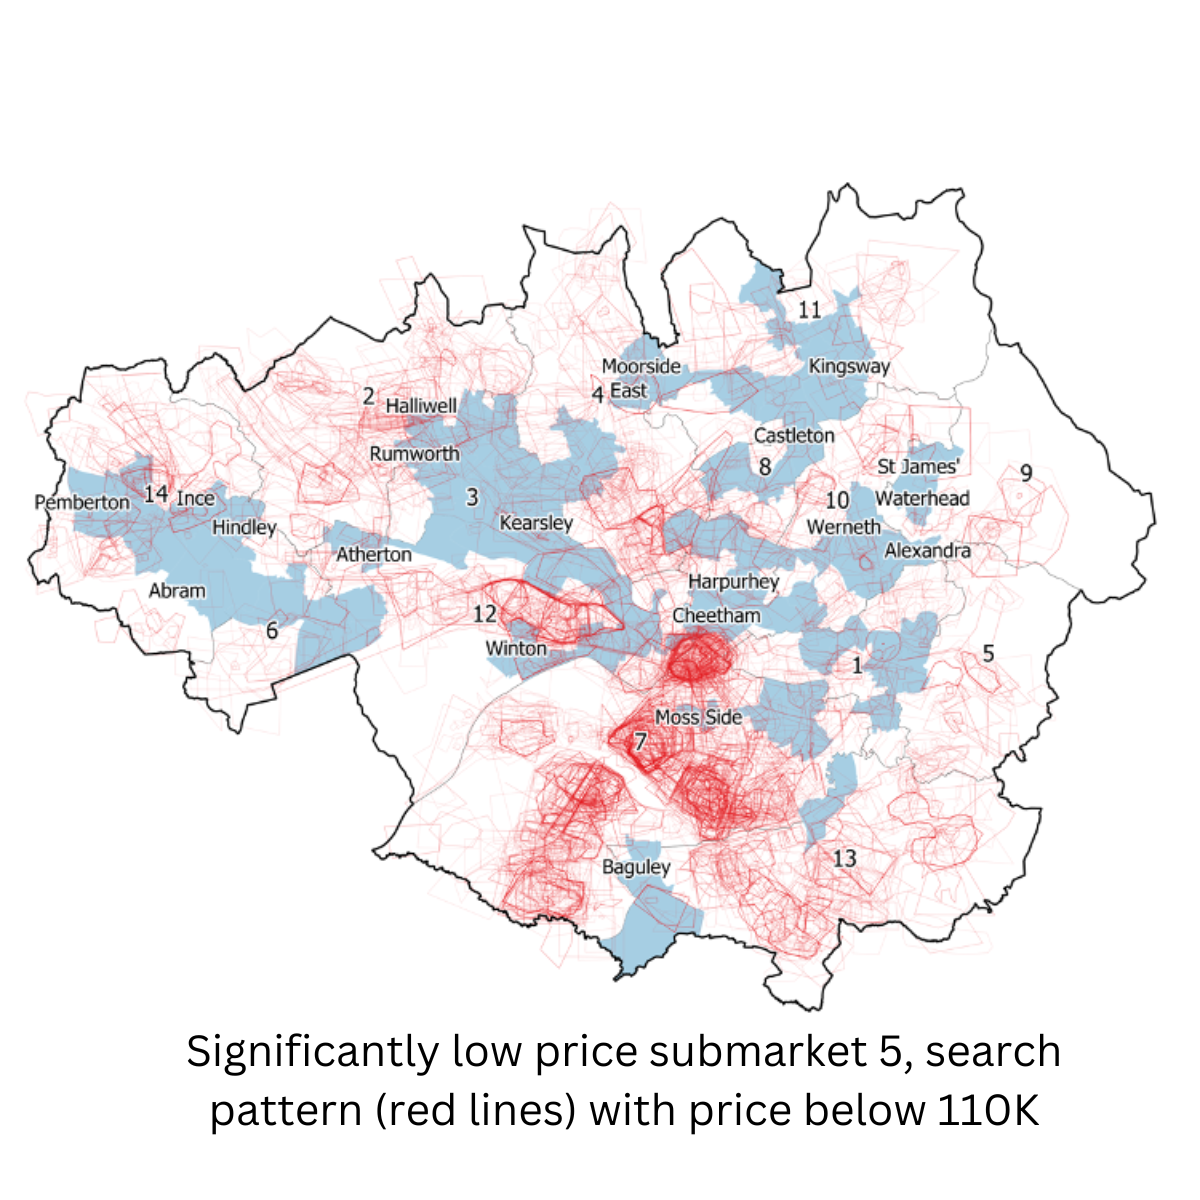 11
Moorside
Kingsway
4 East
2
Halliwell
Castleton
Rumworth
8
St James'
9
14 Ince
3
10
Waterhead
Pemberton
Hindley
Kearsley
Werneth
Atherton
Alexandra
Abram
Harpurhey
12
Cheetham
6
Winton
5
1
Moss Side
7
13
Baguley
Significantly low price submarket 5, search
pattern (red lines) with price below 110K